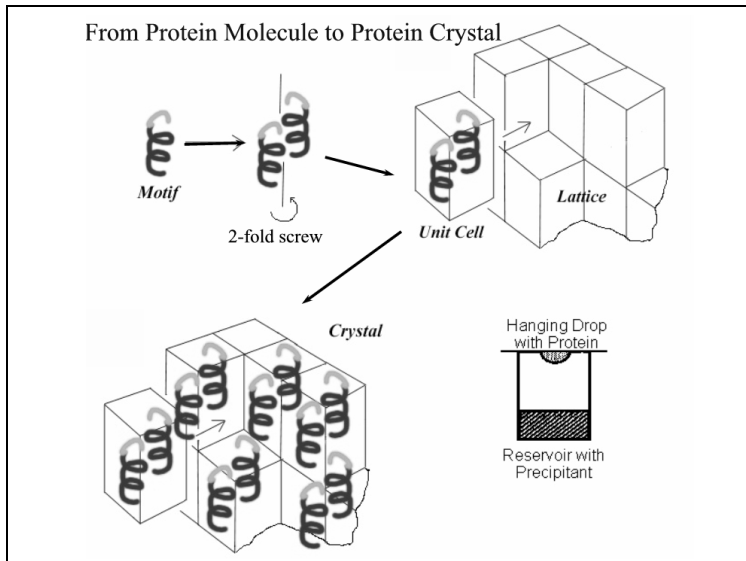 From Protein Molecule to Protein Crystal
Motif
2-fold screw
Unit Cell
Lattice
Crystal
Hanging Drop
with Protein
Reservoir with
Precipitant